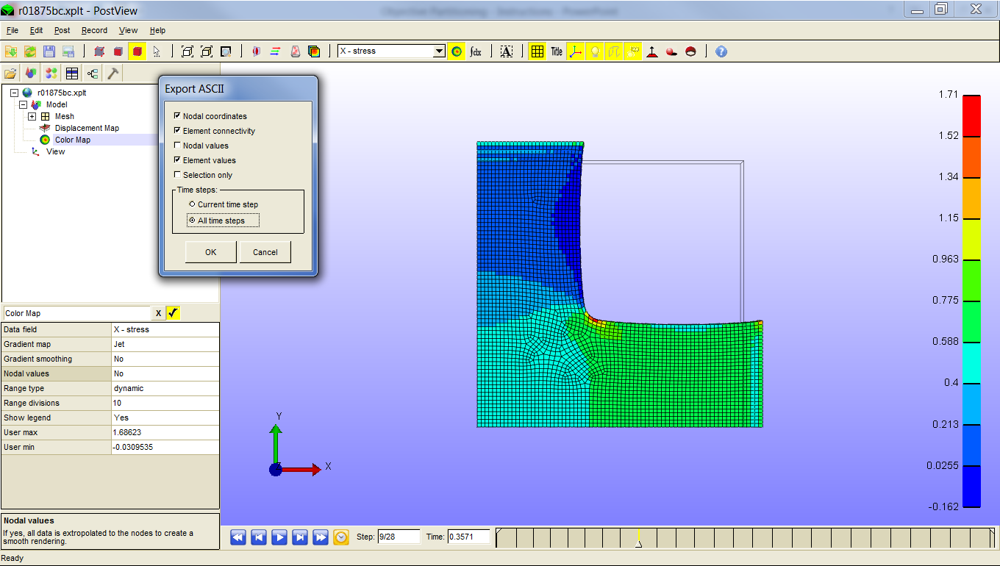 r01875bc.xplt - PostView
Objective Partitioning - Instructions - PowerPoint
File Edit Post Record View Help
X - stress
Title
fdx
A
r01875bc.xplt
Model
Mesh
Displacement Map
Color Map
View
Export ASCII
Nodal coordinates
Element connectivity
Nodal values
Element values
Selection only
Time steps:
Current time step
All time steps
OK Cancel
Color Map X
Data field X - stress
Gradient map Jet
Gradient smoothing No
Nodal values No
Range type dynamic
Range divisions 10
Show legend Yes
User max 1.68623
User min -0.0309535
Nodal values
If yes, all data is extropolated to the nodes to create a
smooth rendering.
Y
X
1.71
1.52
1.34
1.15
0.963
0.775
0.588
0.4
0.213
0.0255
-0.162
Step: 9/28 Time: 0.3571
Ready